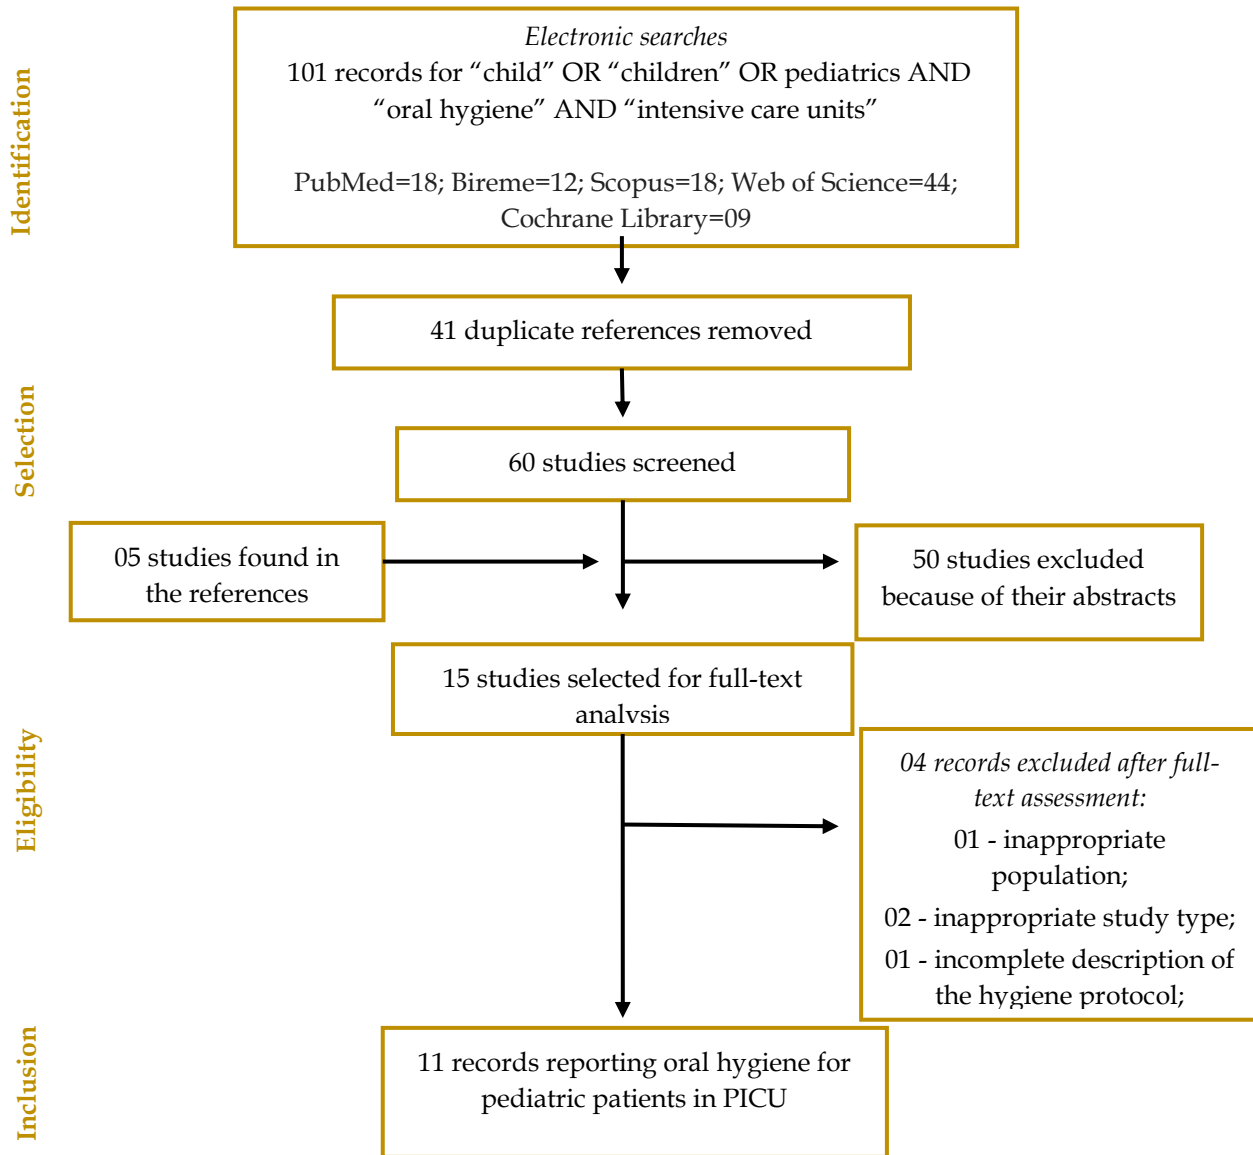 Identification
Electronic searches
101 records for “child” OR “children” OR pediatrics AND
“oral hygiene” AND “intensive care units”
PubMed=18; Bireme=12; Scopus=18; Web of Science=44;
Cochrane Library=09
41 duplicate references removed
Selection
60 studies screened
05 studies found in
the references
50 studies excluded
because of their abstracts
Eligibility
15 studies selected for full-text
analysis
04 records excluded after full-
text assessment:
01 - inappropriate
population;
02 - inappropriate study type;
01 - incomplete description of
the hygiene protocol;
Inclusion
11 records reporting oral hygiene for
pediatric patients in PICU